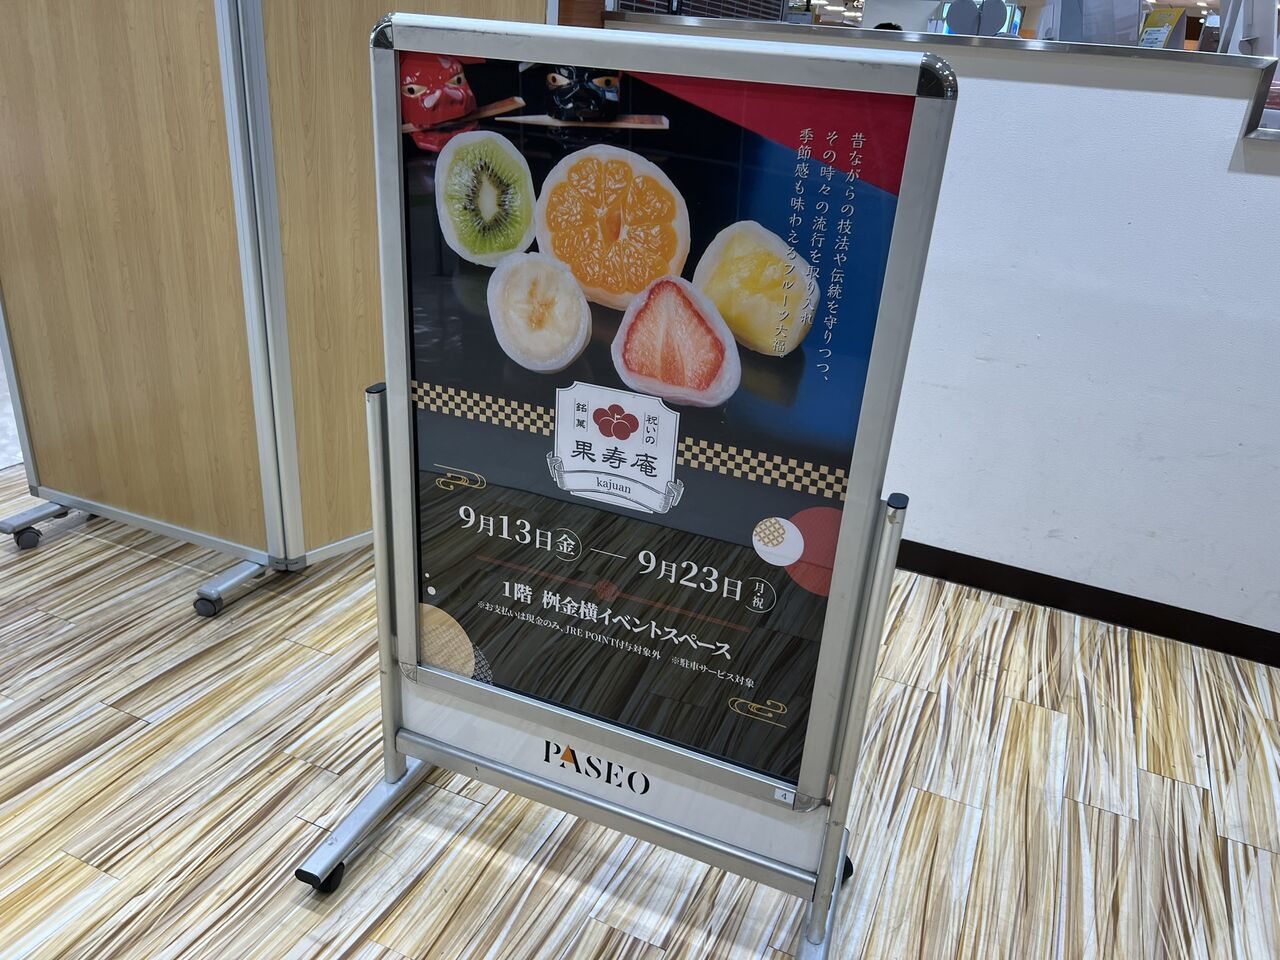 昔ながらの技法や伝統を守りつつ、
その時々の流行を取り入れ
季節感も味わえるフルーツ大福。
祝いの
銘菓
果寿庵
kajuan
9月13日金 — 9月23日月・祝
1階 桝金横イベントスペース
※お支払いは現金のみ、JRE POINT付与対象外 ※駐車サービス対象
PASEO
4